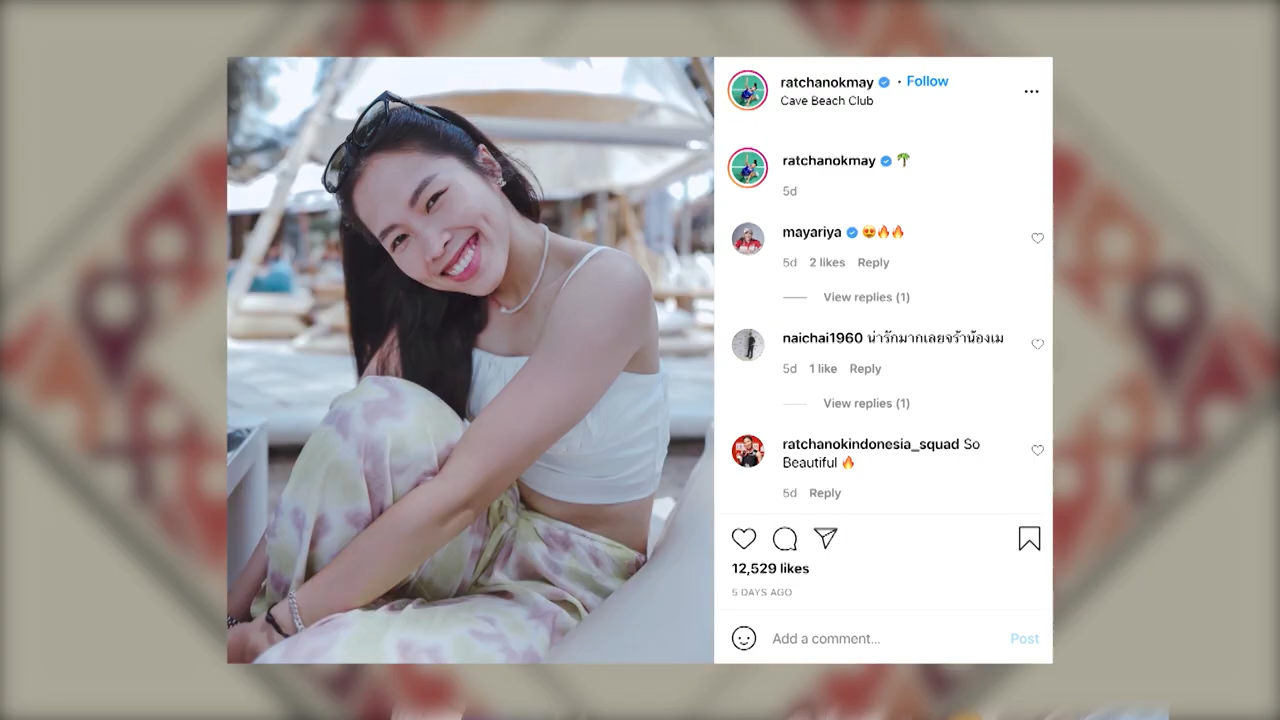 ratchanokmay • Follow
Cave Beach Club
ratchanokmay 🌴
5d
mayariya 😍🔥🔥
5d 2 likes Reply
View replies (1)
naichai1960 น่ารักมากเลยจร้าน้องเม
5d 1 like Reply
View replies (1)
ratchanokindonesia_squad So
Beautiful 🔥
5d Reply
12,529 likes
5 DAYS AGO
Add a comment... Post